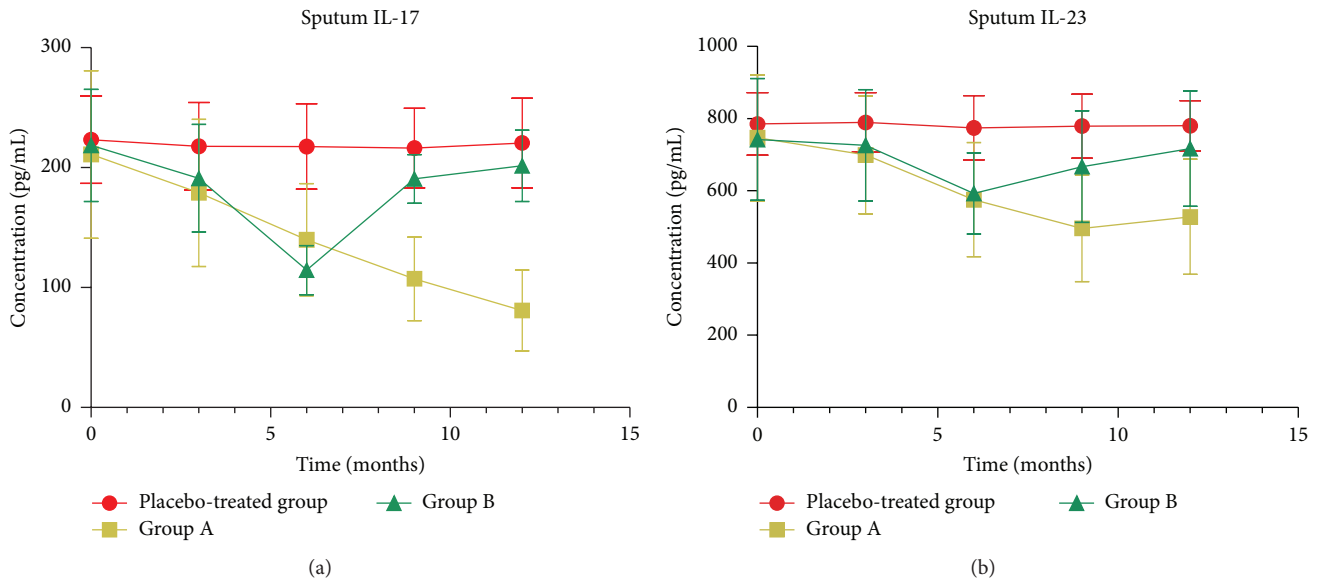 Sputum IL-17
Concentration (pg/mL)
300
200
100
0
0 5 10 15
Time (months)
Placebo-treated group
Group B
Group A
(a)
Sputum IL-23
Concentration (pg/mL)
1000
800
600
400
200
0
0 5 10 15
Time (months)
Placebo-treated group
Group B
Group A
(b)